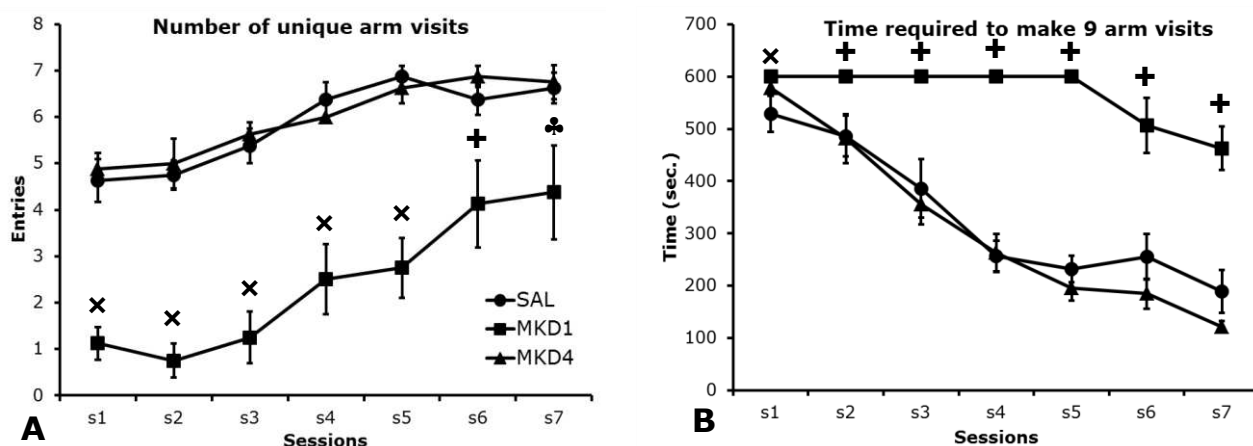 Number of unique arm visits
8
7
6
5
4
3
2
1
0
Entries
SAL
MKD1
MKD4
s1 s2 s3 s4 s5 s6 s7
Sessions
A
Time required to make 9 arm visits
700
600
500
400
300
200
100
0
Time (sec.)
s1 s2 s3 s4 s5 s6 s7
Sessions
B